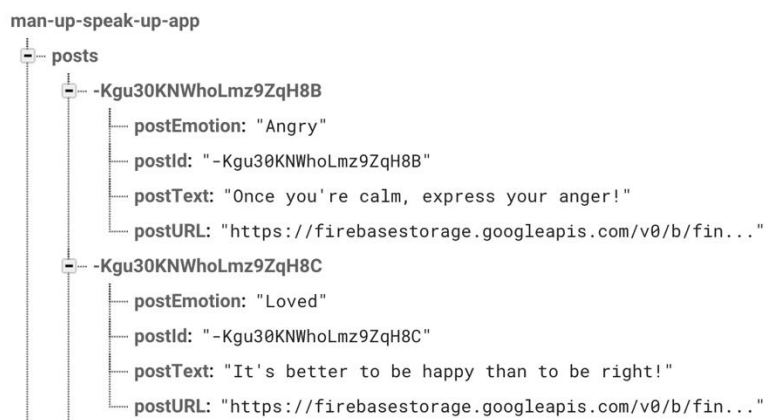 man-up-speak-up-app
posts
-Kgu30KNWhoLmz9ZqH8B
postEmotion: "Angry"
postId: "-Kgu30KNWhoLmz9ZqH8B"
postText: "Once you're calm, express your anger!"
postURL: "https://firebasestorage.googleapis.com/v0/b/fin..."
-Kgu30KNWhoLmz9ZqH8C
postEmotion: "Loved"
postId: "-Kgu30KNWhoLmz9ZqH8C"
postText: "It's better to be happy than to be right!"
postURL: "https://firebasestorage.googleapis.com/v0/b/fin..."